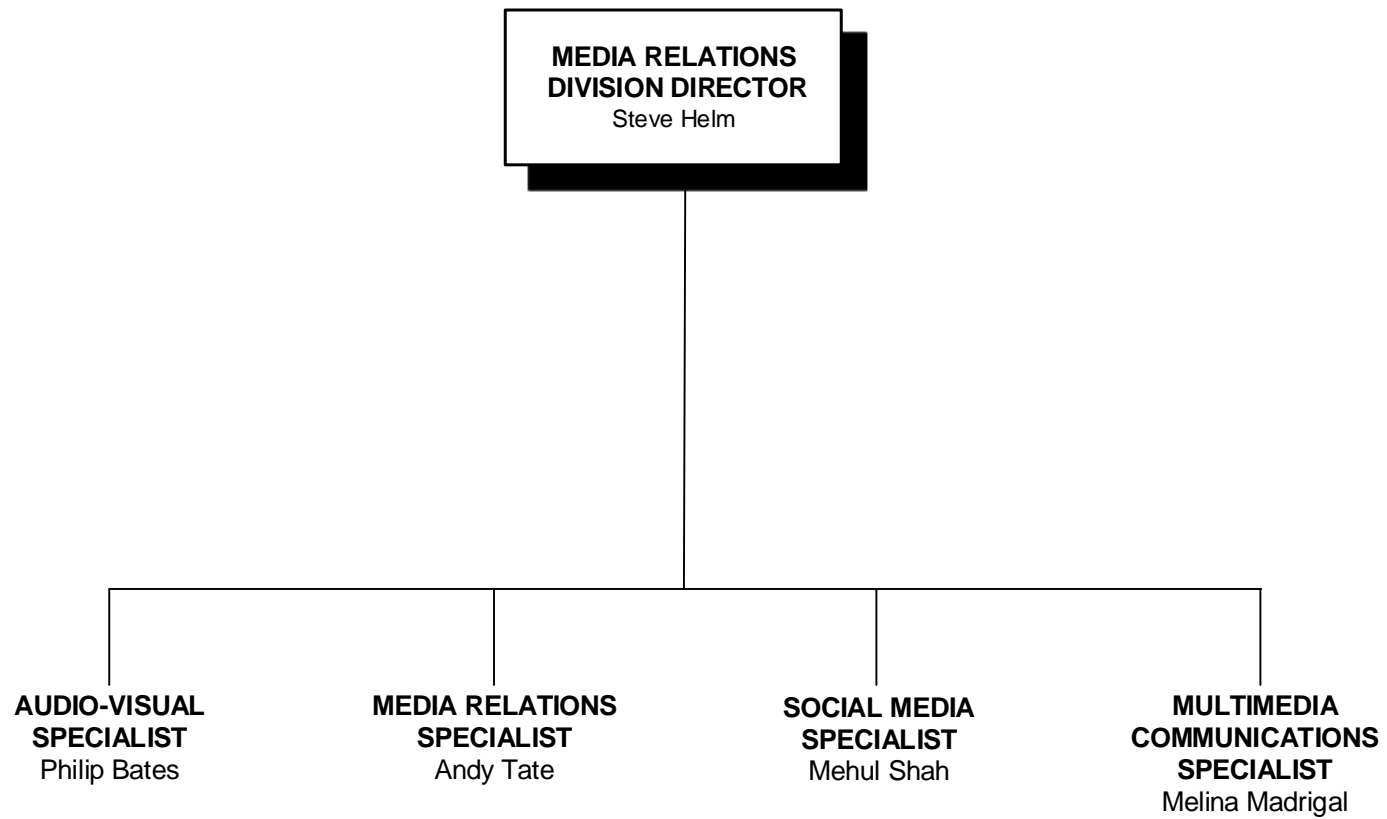 MEDIA RELATIONS
DIVISION DIRECTOR
Steve Helm
AUDIO-VISUAL
SPECIALIST
Philip Bates
MEDIA RELATIONS
SPECIALIST
Andy Tate
SOCIAL MEDIA
SPECIALIST
Mehul Shah
MULTIMEDIA
COMMUNICATIONS
SPECIALIST
Melina Madrigal